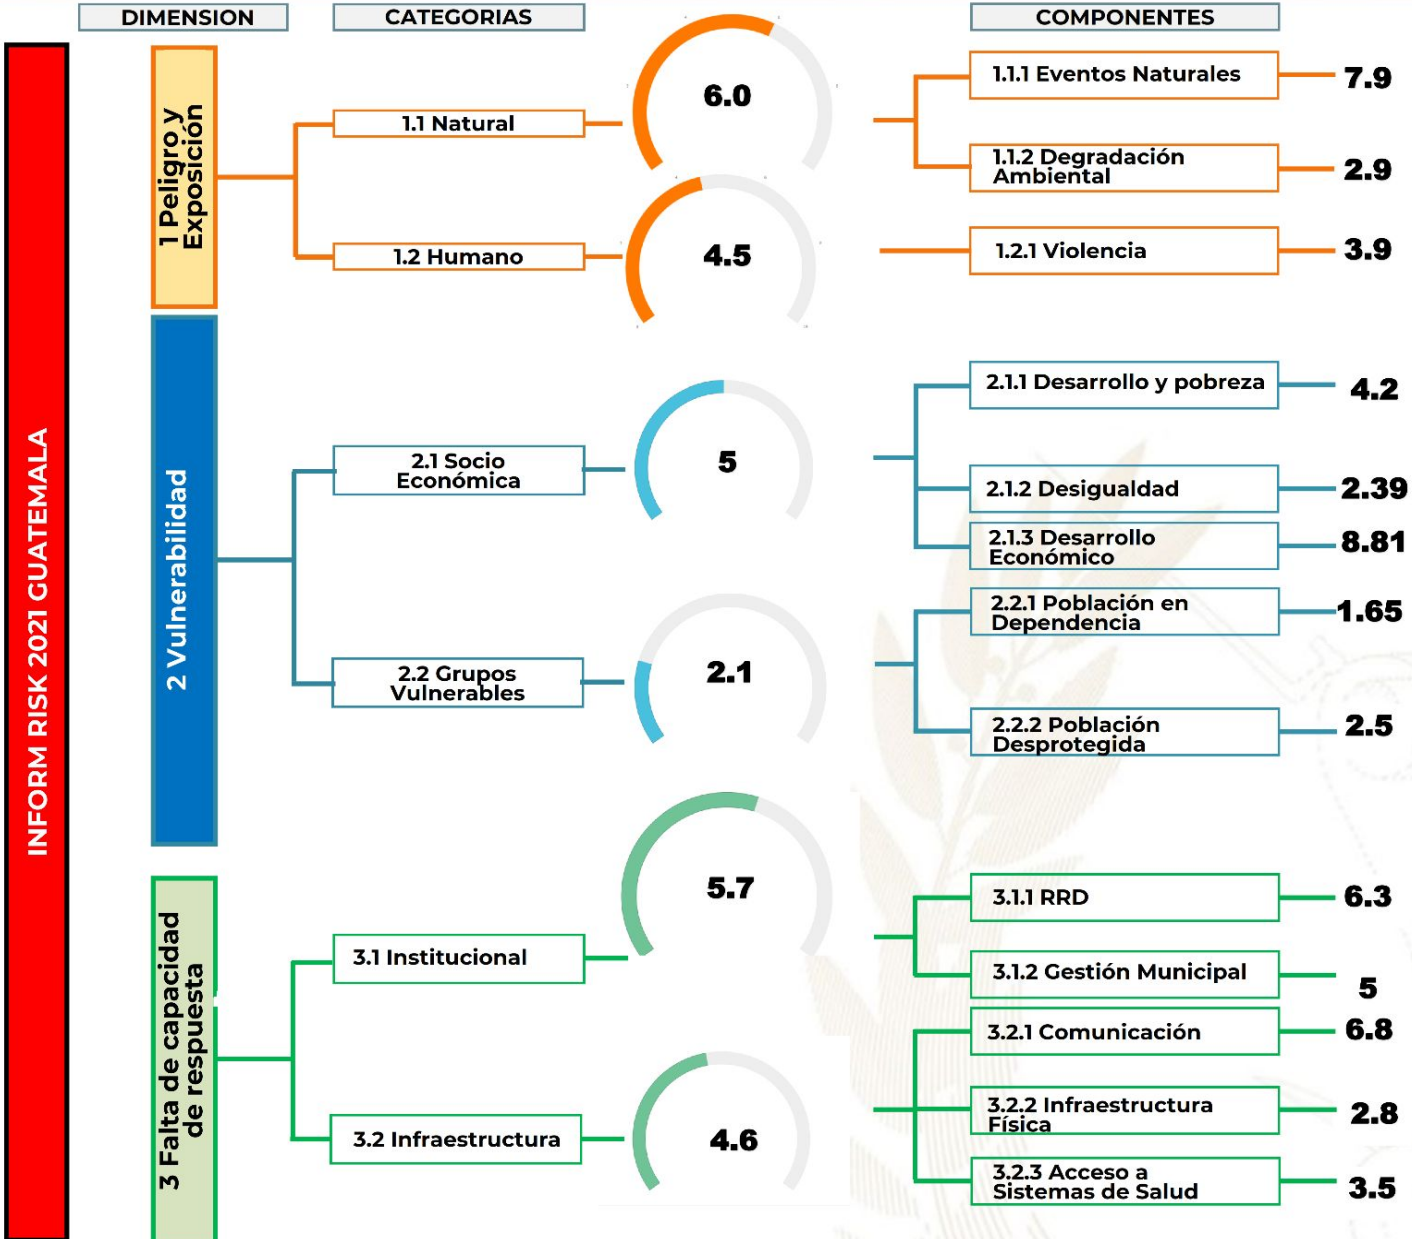 DIMENSION
CATEGORIAS
COMPONENTES
INFORM RISK 2021 GUATEMALA
1 Peligro y
Exposición
1.1 Natural
6.0
1.1.1 Eventos Naturales
7.9
1.1.2 Degradación
Ambiental
2.9
1.2 Humano
4.5
1.2.1 Violencia
3.9
2 Vulnerabilidad
2.1 Socio
Económica
5
2.1.1 Desarrollo y pobreza
4.2
2.1.2 Desigualdad
2.39
2.1.3 Desarrollo
Económico
8.81
2.2 Grupos
Vulnerables
2.1
2.2.1 Población en
Dependencia
1.65
2.2.2 Población
Desprotegida
2.5
3 Falta de capacidad
de respuesta
3.1 Institucional
5.7
3.1.1 RRD
6.3
3.1.2 Gestión Municipal
5
3.2 Infraestructura
4.6
3.2.1 Comunicación
6.8
3.2.2 Infraestructura
Física
2.8
3.2.3 Acceso a
Sistemas de Salud
3.5